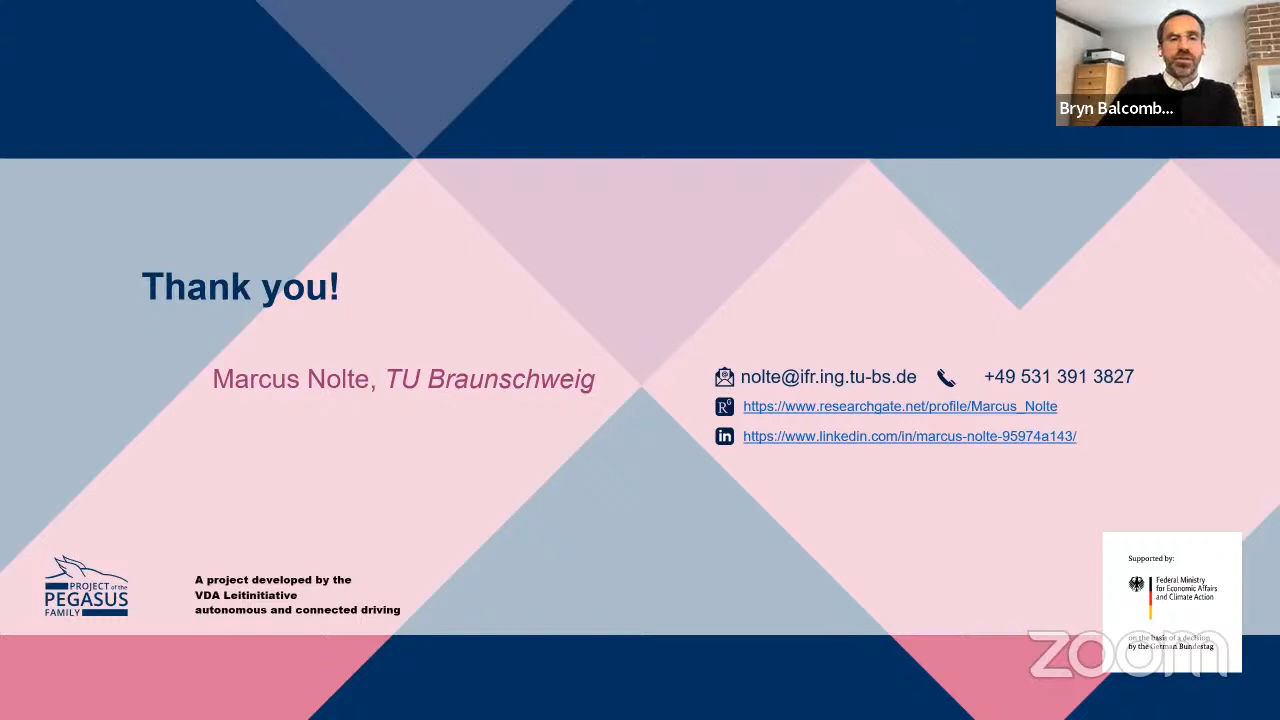 Bryn Balcomb...
Thank you!
Marcus Nolte, TU Braunschweig
nolte@ifr.ing.tu-bs.de +49 531 391 3827
https://www.researchgate.net/profile/Marcus_Nolte
https://www.linkedin.com/in/marcus-nolte-95974a143/
PROJECT of the
PEGASUS
FAMILY
A project developed by the
VDA Leitinitiative
autonomous and connected driving
Supported by:
Federal Ministry
for Economic Affairs
and Climate Action
on the basis of a decision
by the German Bundestag
zoom